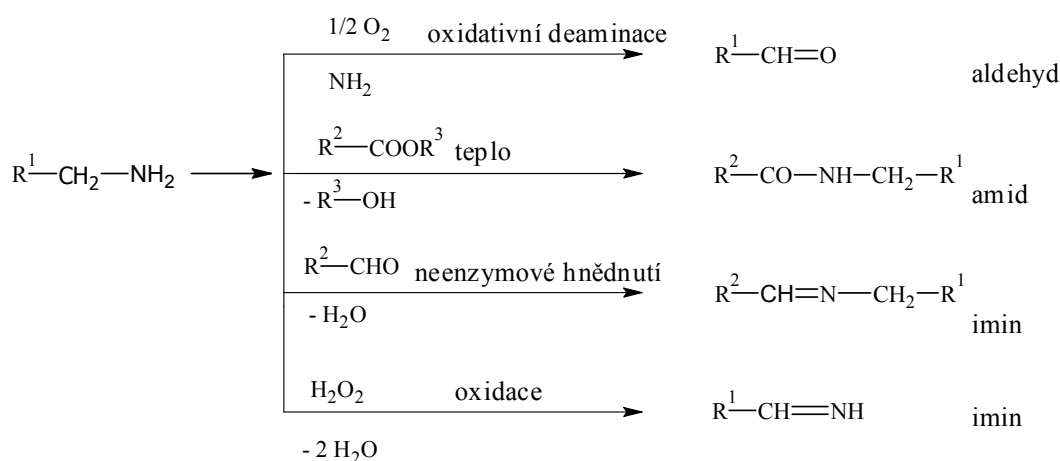 1/2 O₂ oxidativní deaminace
NH₂
R¹—CH=O
aldehyd
R²—COOR³ teplo
- R³—OH
R²—CO—NH—CH₂—R¹
amid
R¹—CH₂—NH₂
R²—CHO neenzymové hnědnutí
- H₂O
R²—CH=N—CH₂—R¹
imin
H₂O₂ oxidace
- 2 H₂O
R¹—CH=NH
imin